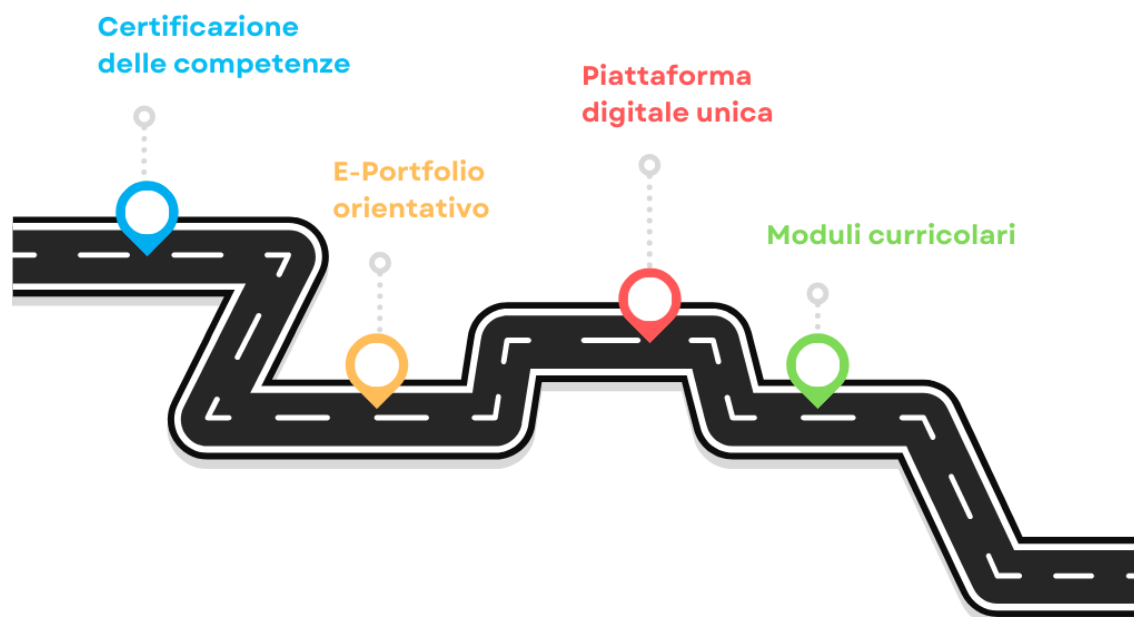 Certificazione
delle competenze
Piattaforma
digitale unica
E-Portfolio
orientativo
Moduli curricolari